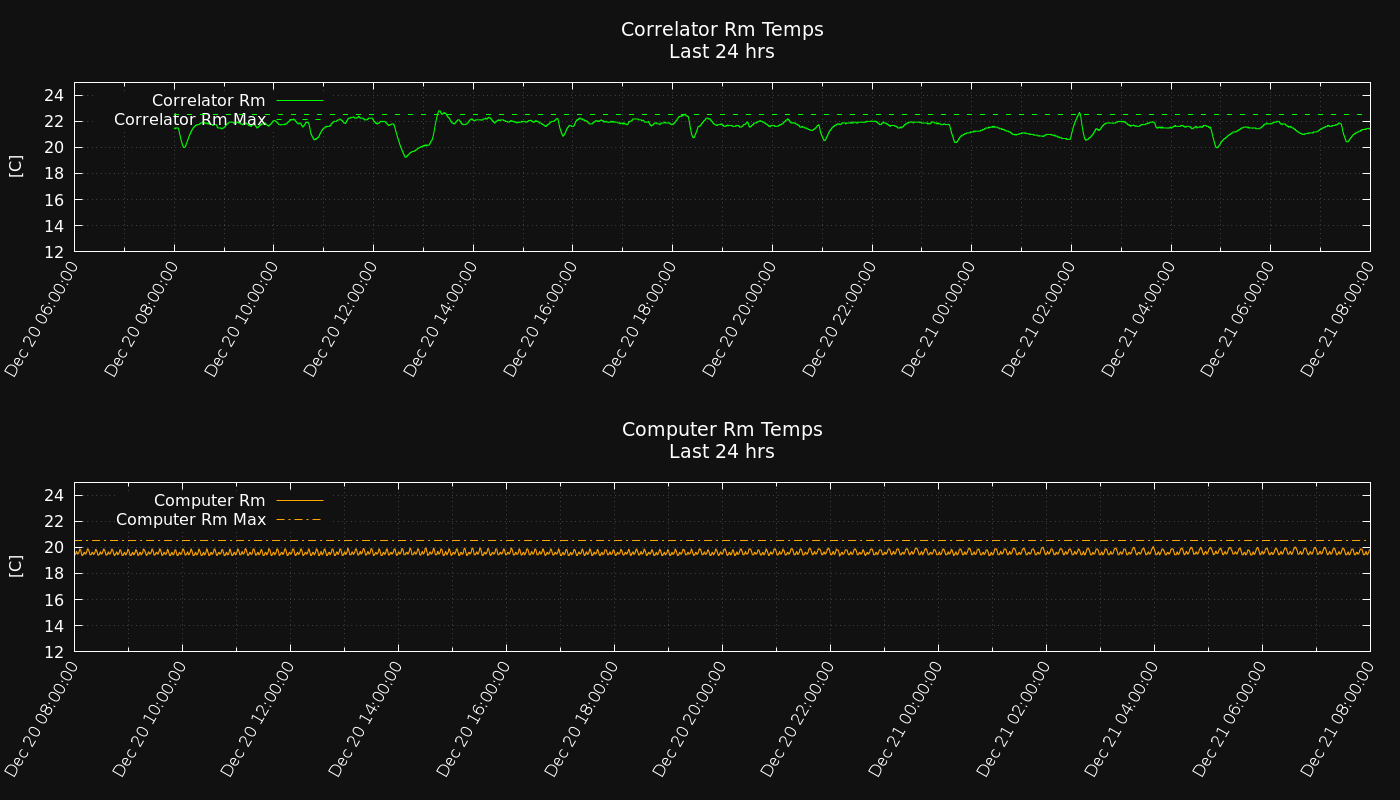 Correlator Rm Temps
Last 24 hrs
Correlator Rm
Correlator Rm Max
[C]
24
22
20
18
16
14
12
Dec 20 06:00:00
Dec 20 08:00:00
Dec 20 10:00:00
Dec 20 12:00:00
Dec 20 14:00:00
Dec 20 16:00:00
Dec 20 18:00:00
Dec 20 20:00:00
Dec 20 22:00:00
Dec 21 00:00:00
Dec 21 02:00:00
Dec 21 04:00:00
Dec 21 06:00:00
Dec 21 08:00:00
Computer Rm Temps
Last 24 hrs
Computer Rm
Computer Rm Max
[C]
24
22
20
18
16
14
12
Dec 20 08:00:00
Dec 20 10:00:00
Dec 20 12:00:00
Dec 20 14:00:00
Dec 20 16:00:00
Dec 20 18:00:00
Dec 20 20:00:00
Dec 20 22:00:00
Dec 21 00:00:00
Dec 21 02:00:00
Dec 21 04:00:00
Dec 21 06:00:00
Dec 21 08:00:00